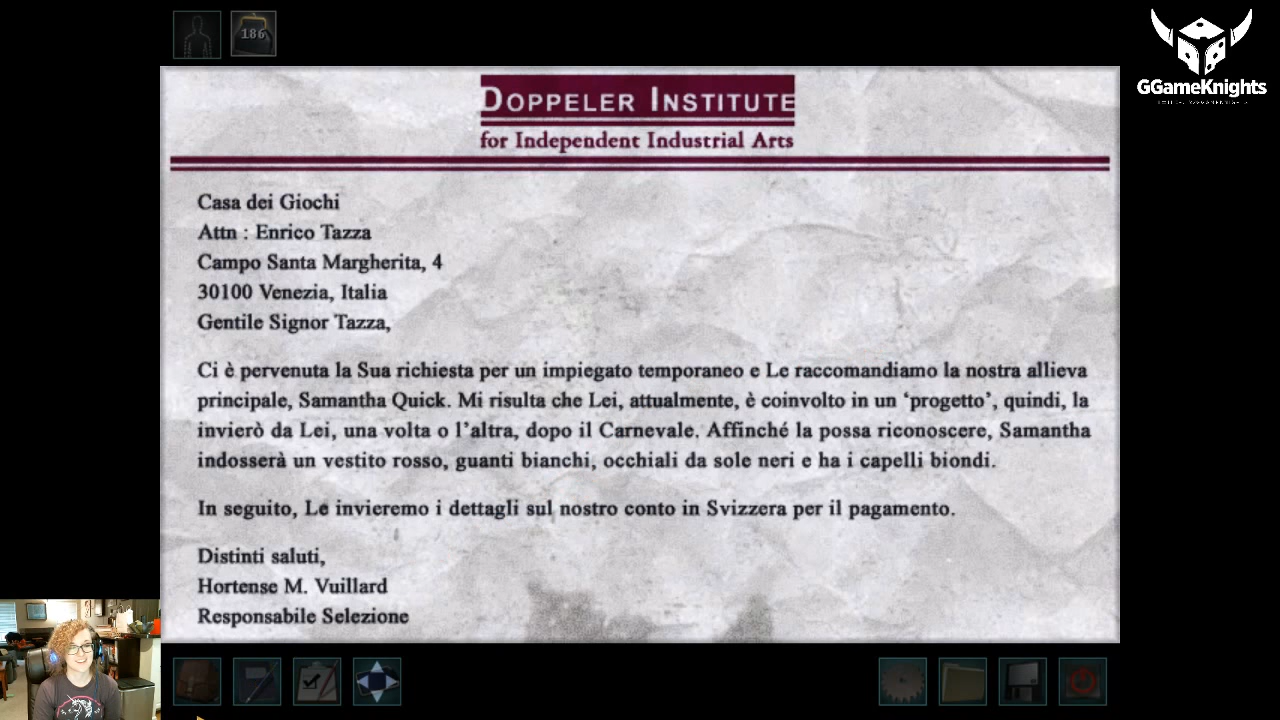 186
GGameKnights
DOPPELER INSTITUTE
for Independent Industrial Arts
Casa dei Giochi
Attn : Enrico Tazza
Campo Santa Margherita, 4
30100 Venezia, Italia
Gentile Signor Tazza,
Ci è pervenuta la Sua richiesta per un impiegato temporaneo e Le raccomandiamo la nostra allieva
principale, Samantha Quick. Mi risulta che Lei, attualmente, è coinvolto in un ‘progetto’, quindi, la
invierò da Lei, una volta o l’altra, dopo il Carnevale. Affinché la possa riconoscere, Samantha
indosserà un vestito rosso, guanti bianchi, occhiali da sole neri e ha i capelli biondi.
In seguito, Le invieremo i dettagli sul nostro conto in Svizzera per il pagamento.
Distinti saluti,
Hortense M. Vuillard
Responsabile Selezione